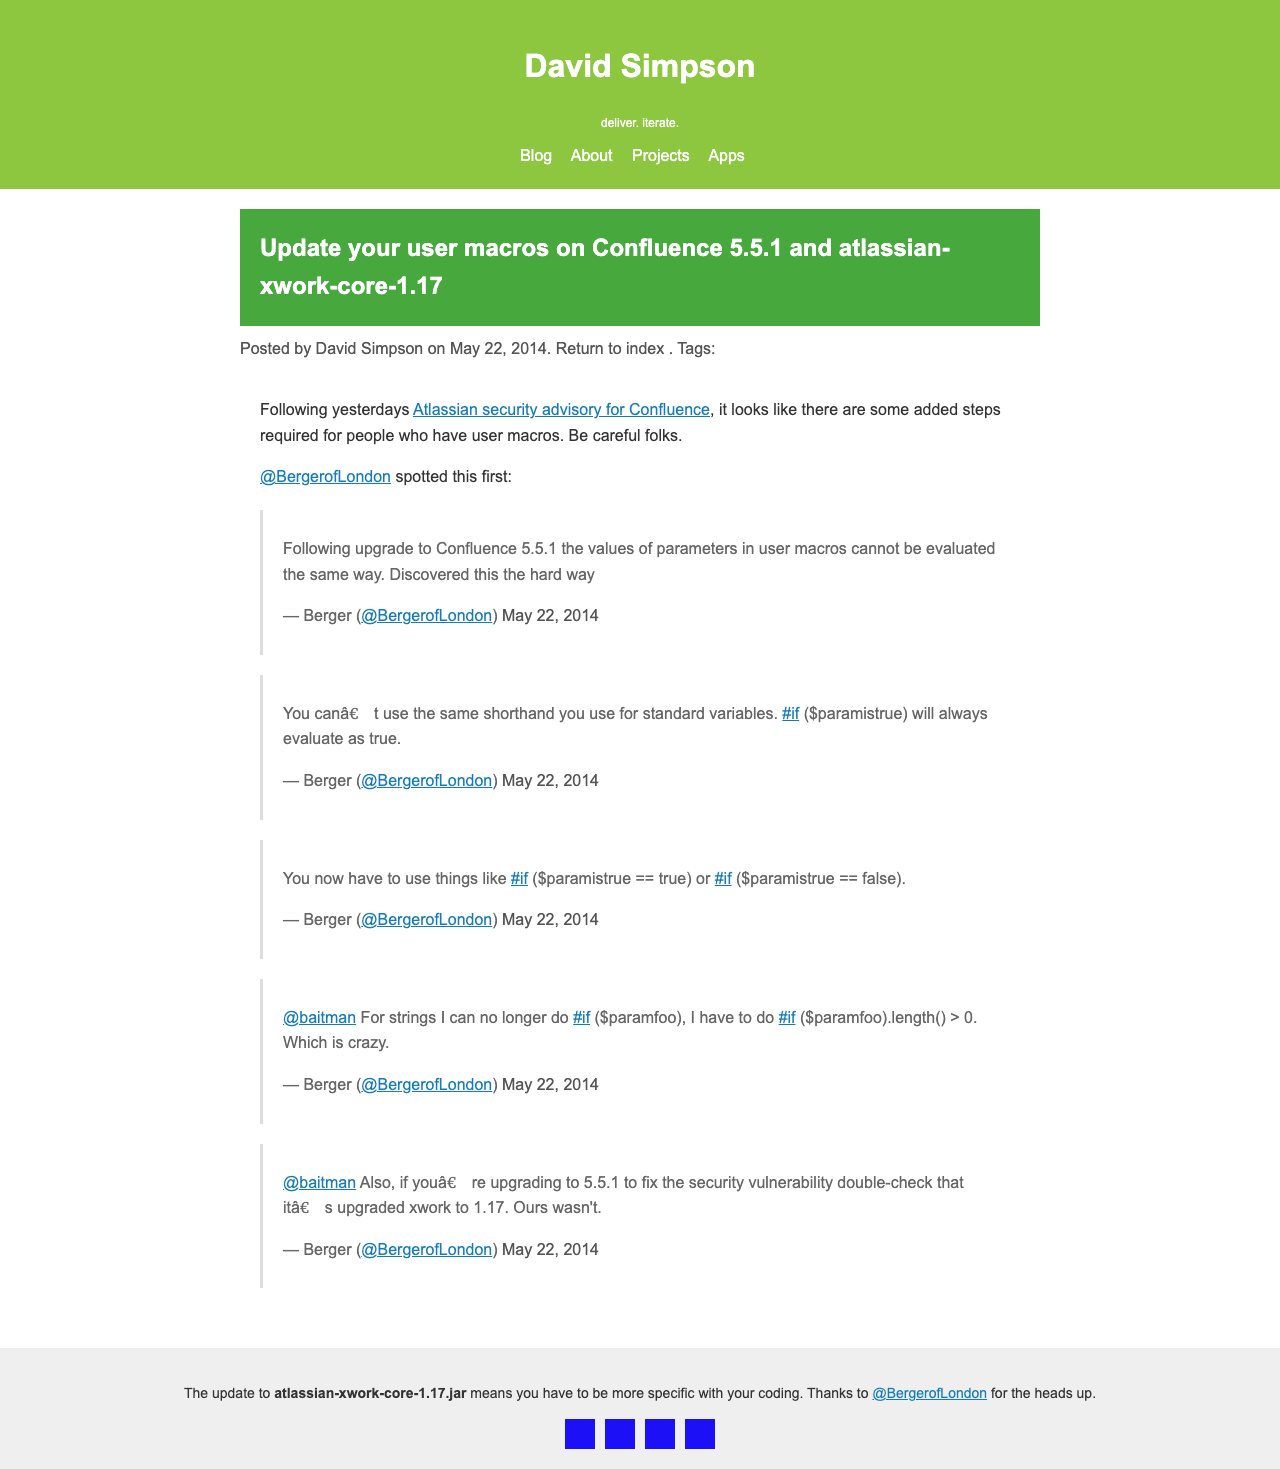 David Simpson
deliver. iterate.
Blog About Projects Apps
Update your user macros on Confluence 5.5.1 and atlassian-
xwork-core-1.17
Posted by David Simpson on May 22, 2014. Return to index . Tags:
Following yesterdays Atlassian security advisory for Confluence, it looks like there are some added steps
required for people who have user macros. Be careful folks.
@BergerofLondon spotted this first:
Following upgrade to Confluence 5.5.1 the values of parameters in user macros cannot be evaluated
the same way. Discovered this the hard way
— Berger (@BergerofLondon) May 22, 2014
You canâ€ t use the same shorthand you use for standard variables. #if ($paramistrue) will always
evaluate as true.
— Berger (@BergerofLondon) May 22, 2014
You now have to use things like #if ($paramistrue == true) or #if ($paramistrue == false).
— Berger (@BergerofLondon) May 22, 2014
@baitman For strings I can no longer do #if ($paramfoo), I have to do #if ($paramfoo).length() > 0.
Which is crazy.
— Berger (@BergerofLondon) May 22, 2014
@baitman Also, if youâ€ re upgrading to 5.5.1 to fix the security vulnerability double-check that
itâ€ s upgraded xwork to 1.17. Ours wasn't.
— Berger (@BergerofLondon) May 22, 2014
The update to atlassian-xwork-core-1.17.jar means you have to be more specific with your coding. Thanks to @BergerofLondon for the heads up.